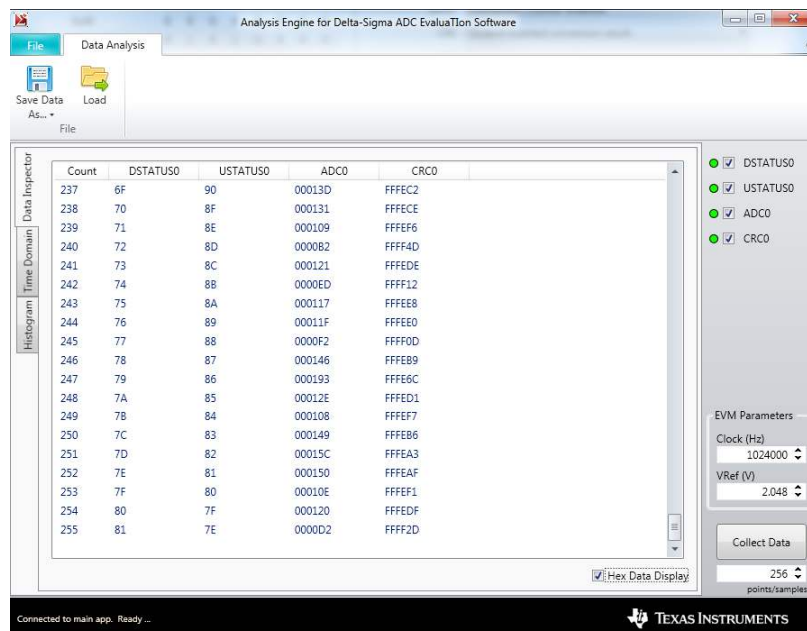 Analysis Engine for Delta-Sigma ADC EvaluaTIon Software
File Data Analysis
Save Data As... Load
File
Data Inspector
Time Domain
Histogram
Count DSTATUS0 USTATUS0 ADC0 CRC0
237 6F 90 00013D FFFEC2
238 70 8F 000131 FFFECE
239 71 8E 000109 FFFEF6
240 72 8D 0000B2 FFFF4D
241 73 8C 000121 FFFEDE
242 74 8B 0000ED FFFF12
243 75 8A 000117 FFFEE8
244 76 89 00011F FFFEE0
245 77 88 0000F2 FFFF0D
246 78 87 000146 FFFEB9
247 79 86 000193 FFFE6C
248 7A 85 00012E FFFED1
249 7B 84 000108 FFFEF7
250 7C 83 000149 FFFEB6
251 7D 82 00015C FFFEA3
252 7E 81 000150 FFFEAF
253 7F 80 00010E FFFEF1
254 80 7F 000120 FFFEDF
255 81 7E 0000D2 FFFF2D
Hex Data Display
DSTATUS0
USTATUS0
ADC0
CRC0
EVM Parameters
Clock (Hz)
1024000
VRef (V)
2.048
Collect Data
256
points/samples
Connected to main app. Ready ...
TEXAS INSTRUMENTS